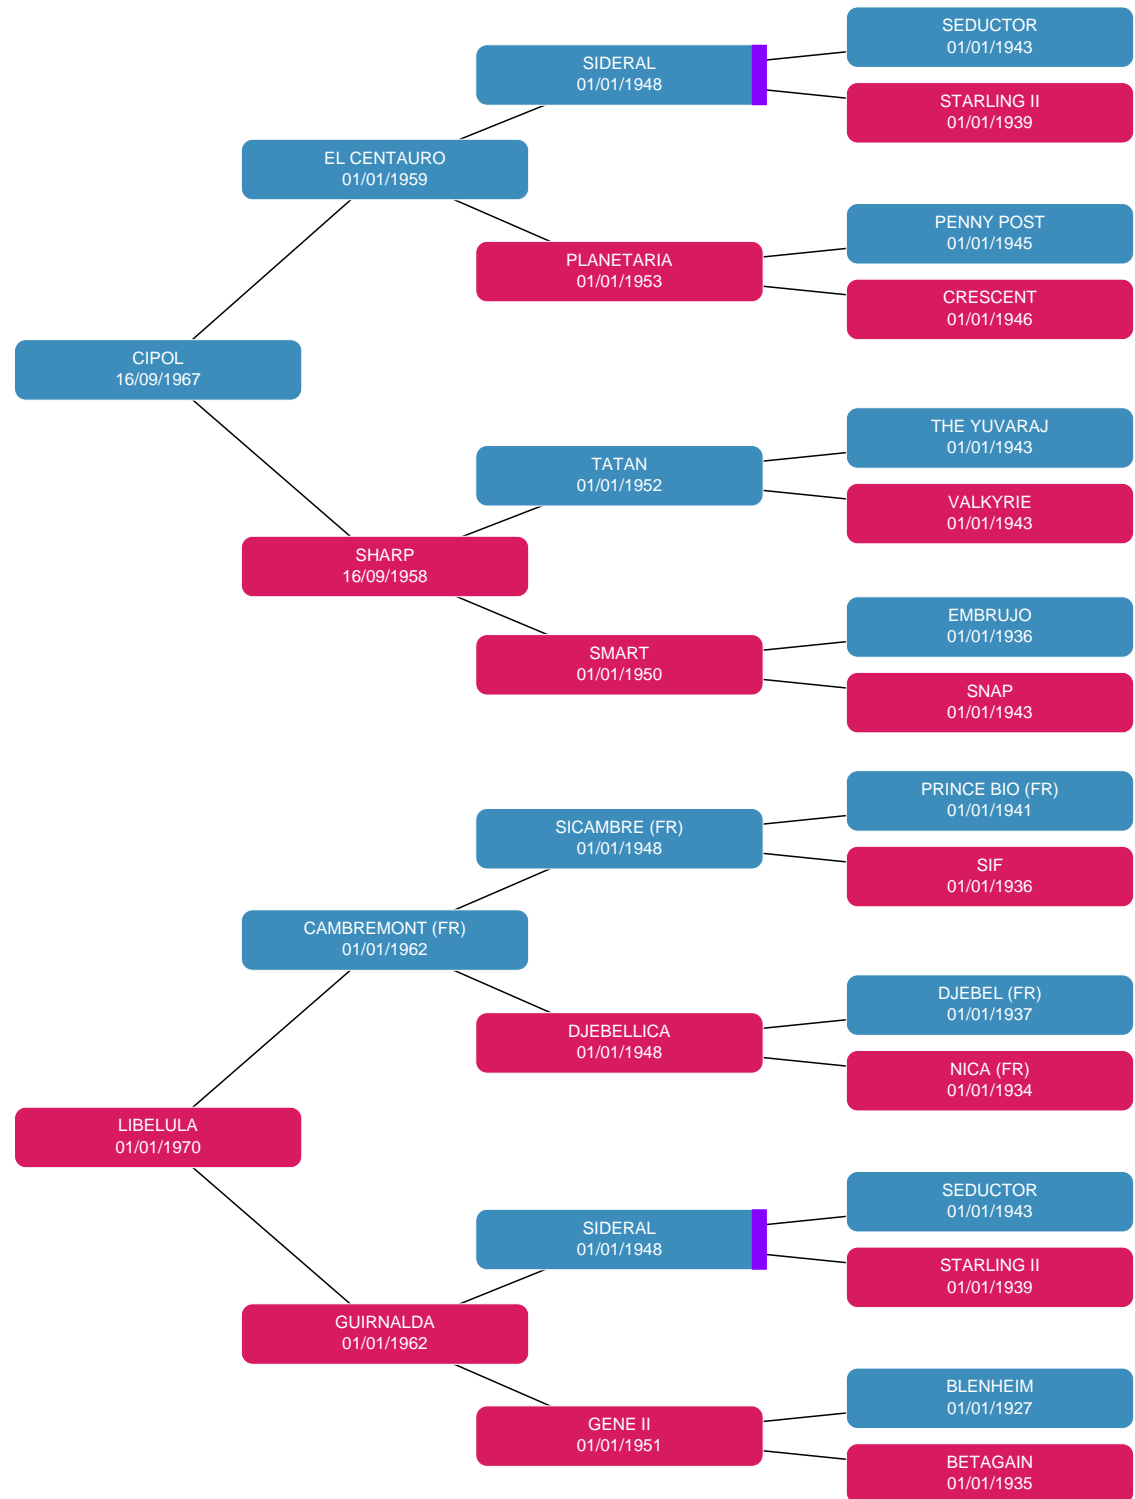 SEDUCTOR
01/01/1943
SIDERAL
01/01/1948
STARLING II
01/01/1939
EL CENTAURO
01/01/1959
PENNY POST
01/01/1945
PLANETARIA
01/01/1953
CRESCENT
01/01/1946
CIPOL
16/09/1967
THE YUVARAJ
01/01/1943
TATAN
01/01/1952
VALKYRIE
01/01/1943
SHARP
16/09/1958
EMBRUJO
01/01/1936
SMART
01/01/1950
SNAP
01/01/1943
PRINCE BIO (FR)
01/01/1941
SICAMBRE (FR)
01/01/1948
SIF
01/01/1936
CAMBREMONT (FR)
01/01/1962
DJEBEL (FR)
01/01/1937
DJEBELLICA
01/01/1948
NICA (FR)
01/01/1934
LIBELULA
01/01/1970
SEDUCTOR
01/01/1943
SIDERAL
01/01/1948
STARLING II
01/01/1939
GUIRNALDA
01/01/1962
BLENHEIM
01/01/1927
GENE II
01/01/1951
BETAGAIN
01/01/1935